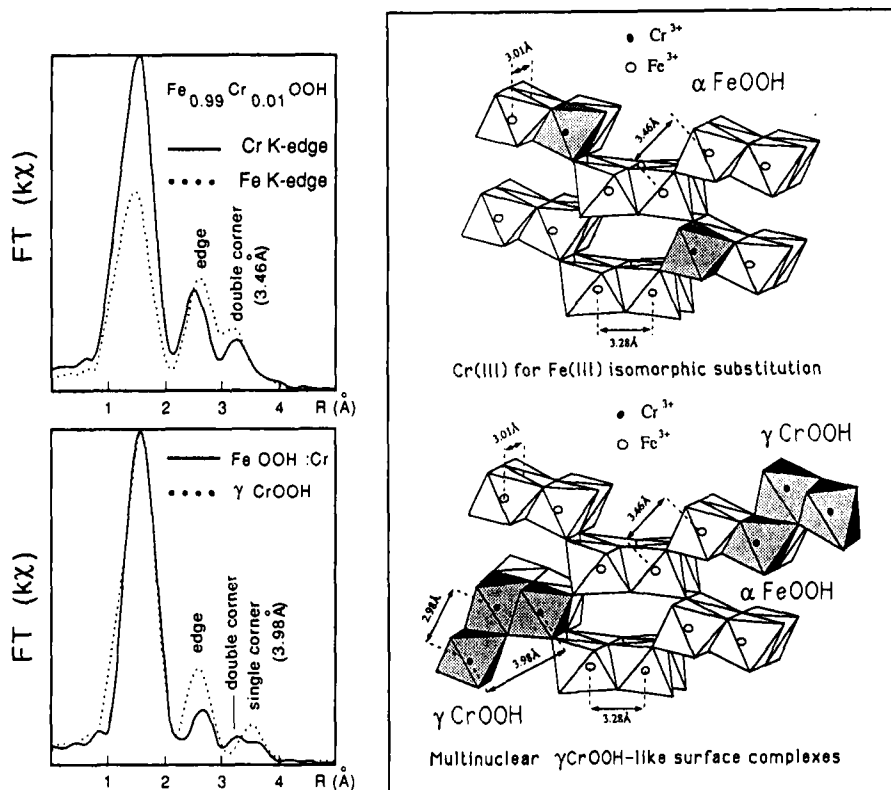 FT (kχ)
Fe0.99Cr0.01OOH
Cr K-edge
Fe K-edge
edge
double corner
(3.46Å)
1 2 3 4 R (Å)
FT (kχ)
Fe OOH :Cr
γ CrOOH
edge
double corner
single corner
(3.98Å)
1 2 3 4 R (Å)
Cr³⁺
Fe³⁺
3.01Å
α FeOOH
3.46Å
3.28Å
Cr(III) for Fe(III) isomorphic substitution
Cr³⁺
Fe³⁺
γ CrOOH
3.01Å
3.46Å
α FeOOH
2.98Å
3.98Å
γ CrOOH
3.28Å
Multinuclear γCrOOH-like surface complexes